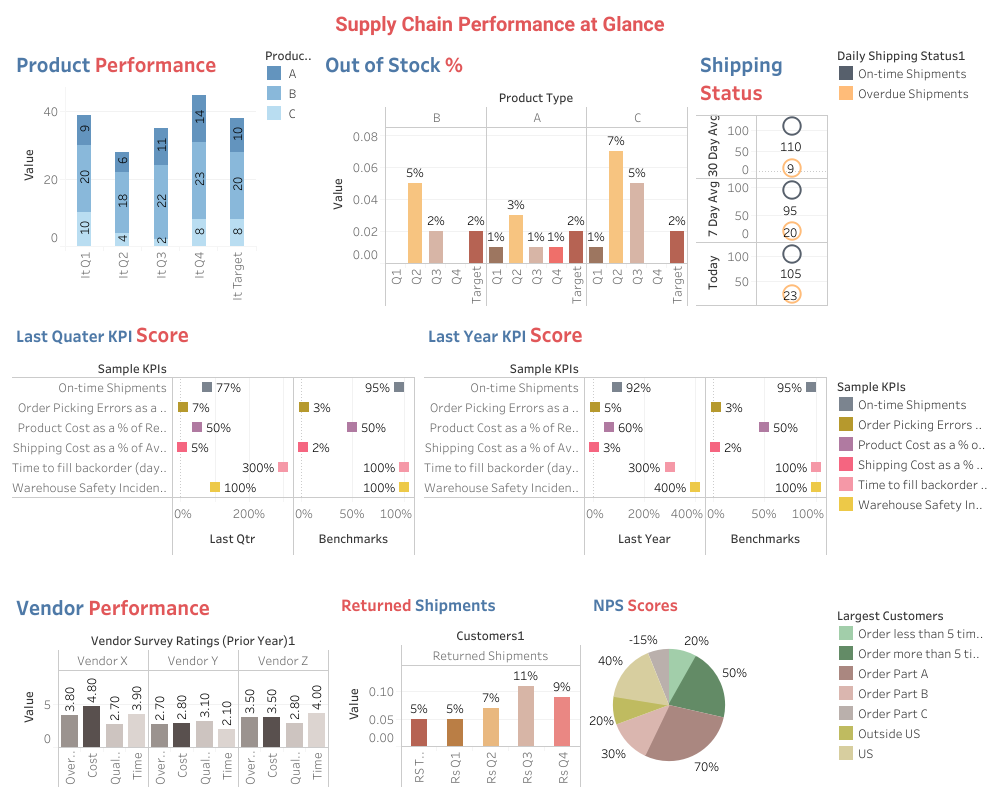 Supply Chain Performance at Glance
Product Performance
Produc..
A
B
C
40
20
0
Value
9
20
10
6
18
4
11
22
2
14
23
8
10
20
8
It Q1
It Q2
It Q3
It Q4
It Target
Out of Stock %
Product Type
B
A
C
0.08
0.06
0.04
0.02
0.00
Value
5%
2%
2%
1%
3%
1%
1%
2%
1%
7%
5%
2%
Q1
Q2
Q3
Q4
Target
Q1
Q2
Q3
Q4
Target
Q1
Q2
Q3
Q4
Target
Shipping
Status
Daily Shipping Status1
On-time Shipments
Overdue Shipments
30 Day Avg
100
50
0
110
9
7 Day Avg
100
50
0
95
20
Today
100
50
105
23
Last Quater KPI Score
Sample KPIs
On-time Shipments
77%
95%
Order Picking Errors as a ..
7%
3%
Product Cost as a % of Re..
50%
50%
Shipping Cost as a % of Av..
5%
2%
Time to fill backorder (day..
300%
100%
Warehouse Safety Inciden..
100%
100%
0%
200%
0%
50%
100%
Last Qtr
Benchmarks
Last Year KPI Score
Sample KPIs
On-time Shipments
92%
95%
Order Picking Errors as a ..
5%
3%
Product Cost as a % of Re..
60%
50%
Shipping Cost as a % of Av..
3%
2%
Time to fill backorder (day..
300%
100%
Warehouse Safety Inciden..
400%
100%
0%
200%
400%
0%
50%
100%
Last Year
Benchmarks
Sample KPIs
On-time Shipments
Order Picking Errors ..
Product Cost as a % o..
Shipping Cost as a % ..
Time to fill backorder ..
Warehouse Safety In..
Vendor Performance
Vendor Survey Ratings (Prior Year)1
Vendor X
Vendor Y
Vendor Z
5
0
Value
3.80
4.80
2.70
3.90
2.70
2.80
3.10
2.10
3.50
3.50
2.80
4.00
Over..
Cost
Qual..
Time
Over..
Cost
Qual..
Time
Over..
Cost
Qual..
Time
Returned Shipments
Customers1
Returned Shipments
0.10
0.05
0.00
Value
5%
5%
7%
11%
9%
RS T..
Rs Q1
Rs Q2
Rs Q3
Rs Q4
NPS Scores
-15%
20%
40%
50%
20%
30%
70%
Largest Customers
Order less than 5 tim..
Order more than 5 ti..
Order Part A
Order Part B
Order Part C
Outside US
US